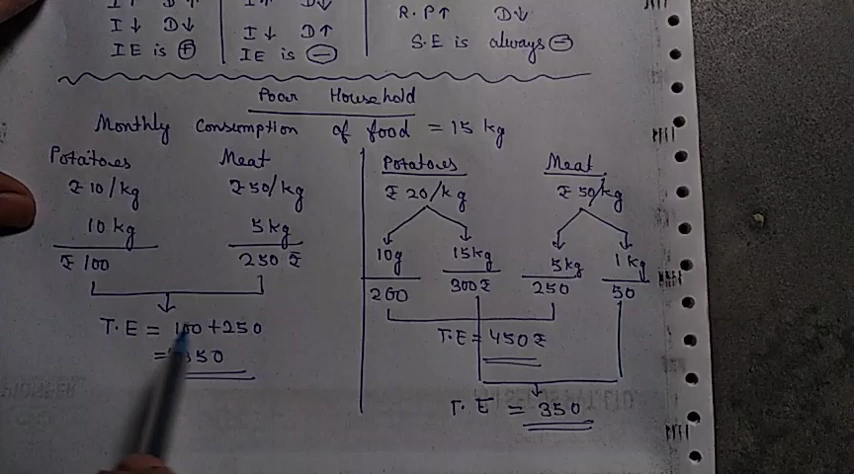 I↑ D↑
I↓ D↓
IE is ⊕
I↑ D↓
I↓ D↑
IE is ⊖
R.P↑ D↓
S.E is always ⊖
Poor Household
Monthly Consumption of food = 15 kg
Potatoes Meat
₹10/kg ₹50/kg
10 kg 5kg
₹100 250₹
T.E = 100+250
=350
Potatoes Meat
₹20/kg ₹50/kg
10g 15kg 5kg 1kg
200 300₹ 250 50
T.E = 450₹
T.E = 350